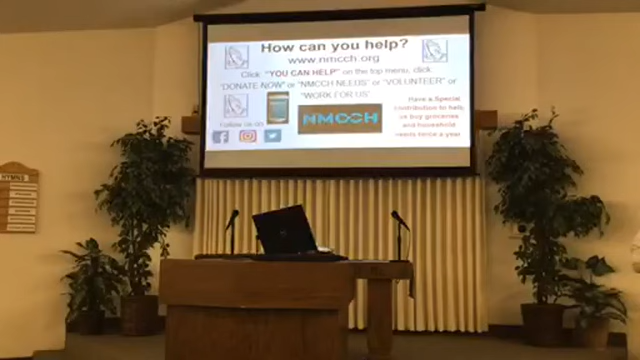 How can you help?
www.nmcch.org
Click "YOU CAN HELP" on the top menu, click
"DONATE NOW" or "NMCCH NEEDS" or "VOLUNTEER" or
"WORK FOR US"
Have a Special
contribution to help
us buy groceries
and household
needs twice a year
NMCCH
Follow us on
HYMNS